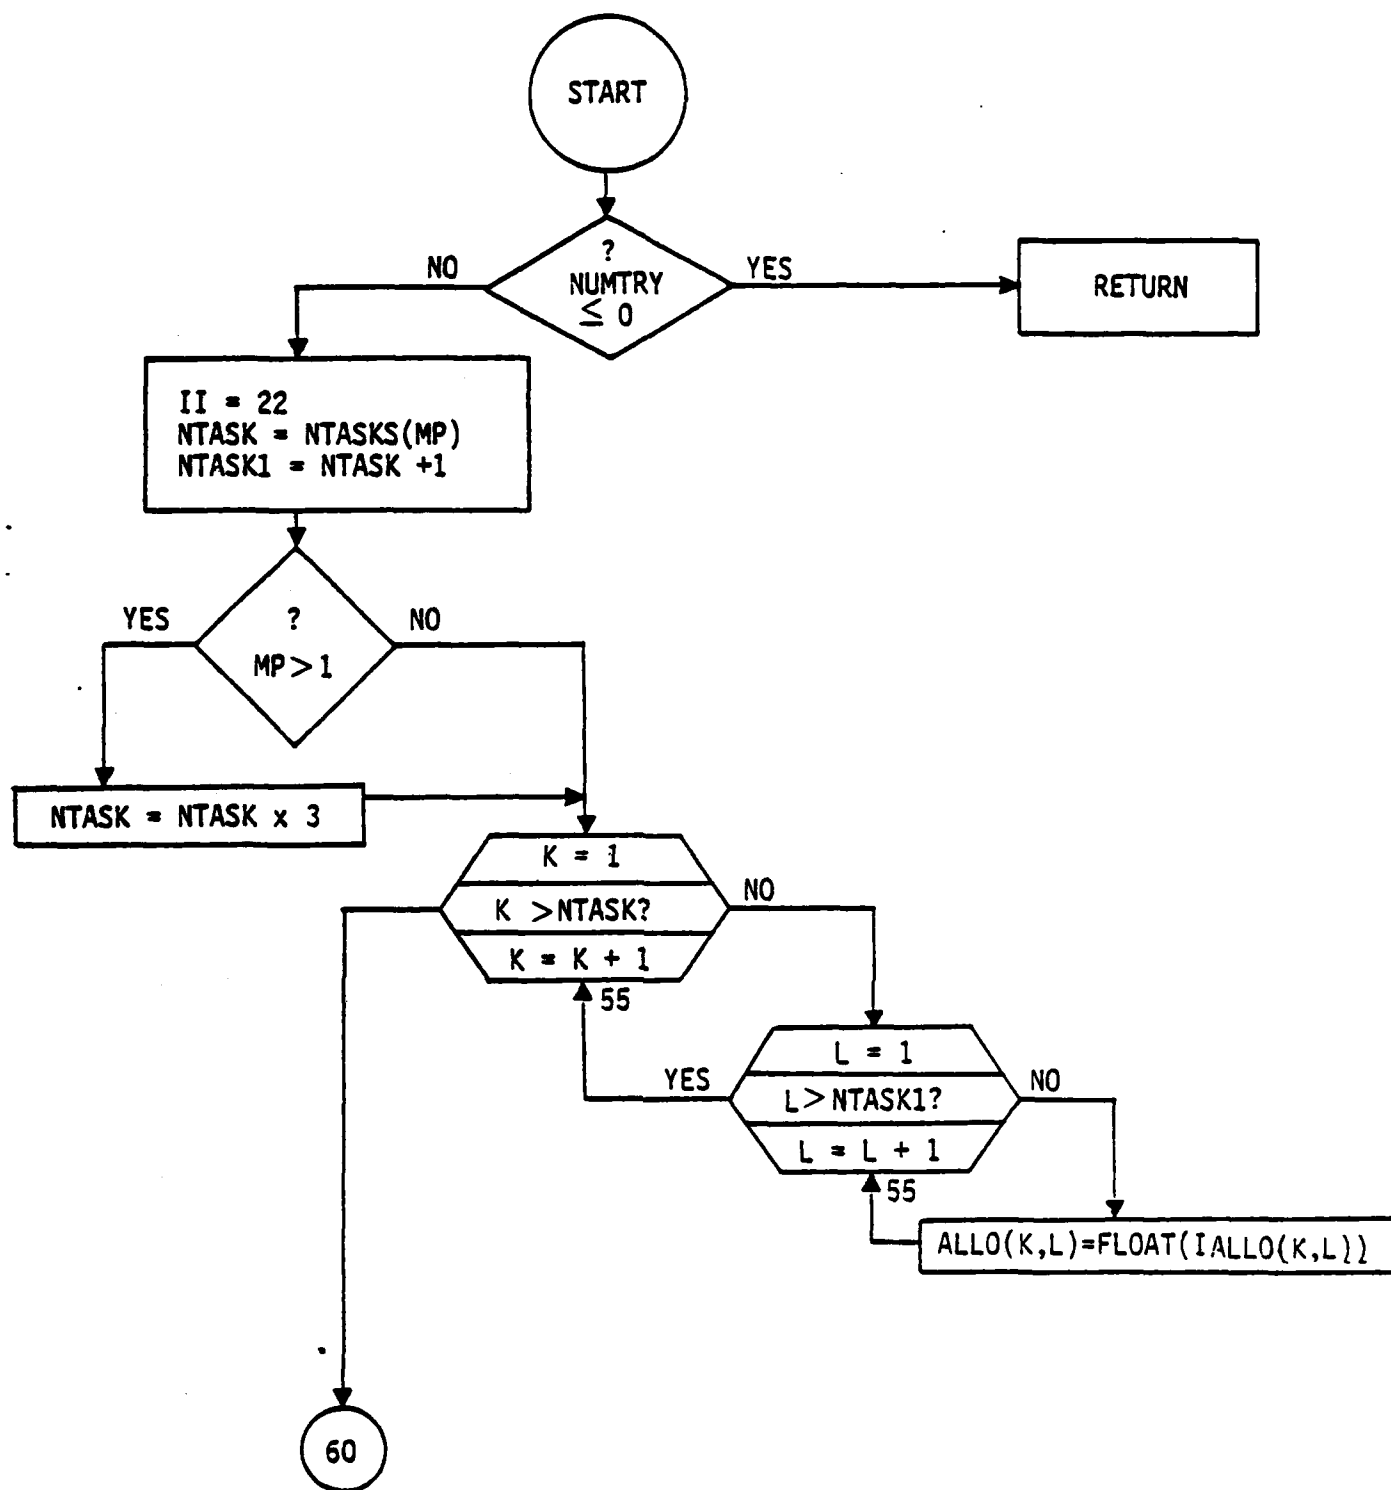 START
?
NUMTRY
≤ 0
NO
YES
RETURN
II = 22
NTASK = NTASKS(MP)
NTASK1 = NTASK +1
YES
?
MP > 1
NO
NTASK = NTASK x 3
K = 1
K > NTASK?
K = K + 1
NO
55
L = 1
L > NTASK1?
L = L + 1
YES
NO
55
ALLO(K,L)=FLOAT(IALLO(K,L))
60